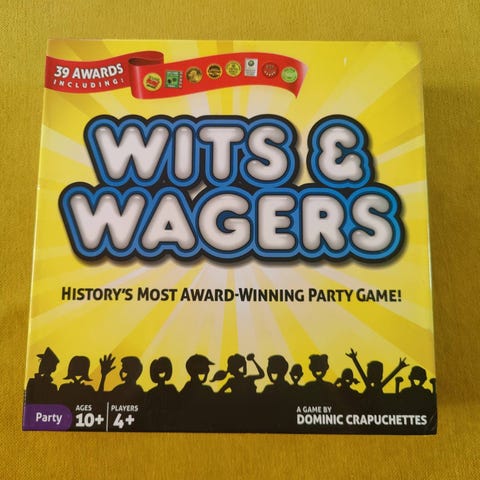 39 AWARDS
INCLUDING!
WITS &
WAGERS
HISTORY'S MOST AWARD-WINNING PARTY GAME!
Party
AGES
10+
PLAYERS
4+
A GAME BY
DOMINIC CRAPUCHETTES